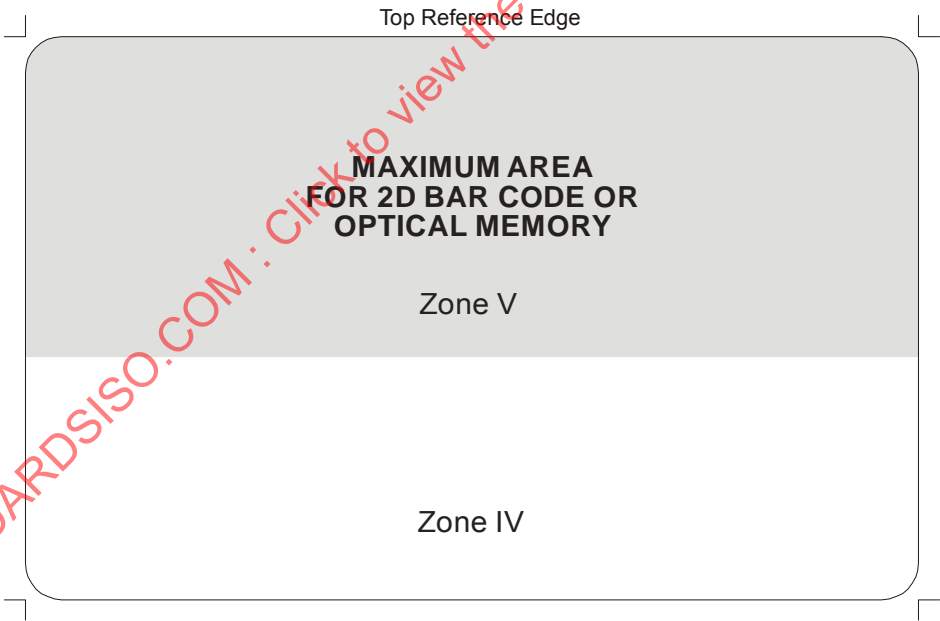 Top Reference Edge
MAXIMUM AREA
FOR 2D BAR CODE OR
OPTICAL MEMORY
Zone V
Zone IV
ARDSISO.COM : Click to view the